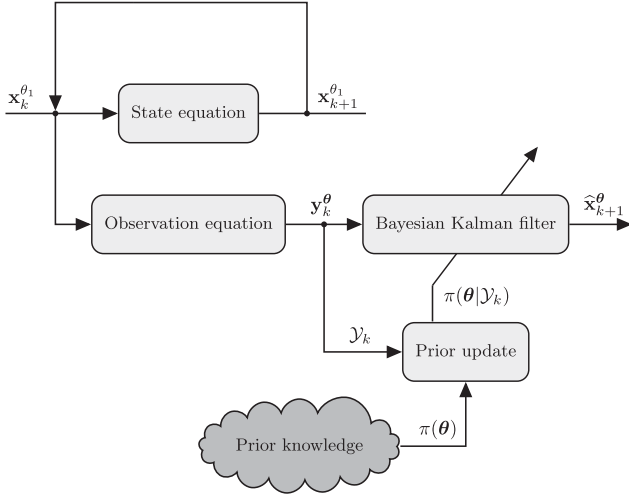 x_k^{θ_1}
State equation
x_{k+1}^{θ_1}
Observation equation
y_k^θ
Bayesian Kalman filter
x̂_{k+1}^θ
π(θ|𝒴_k)
𝒴_k
Prior update
Prior knowledge
π(θ)